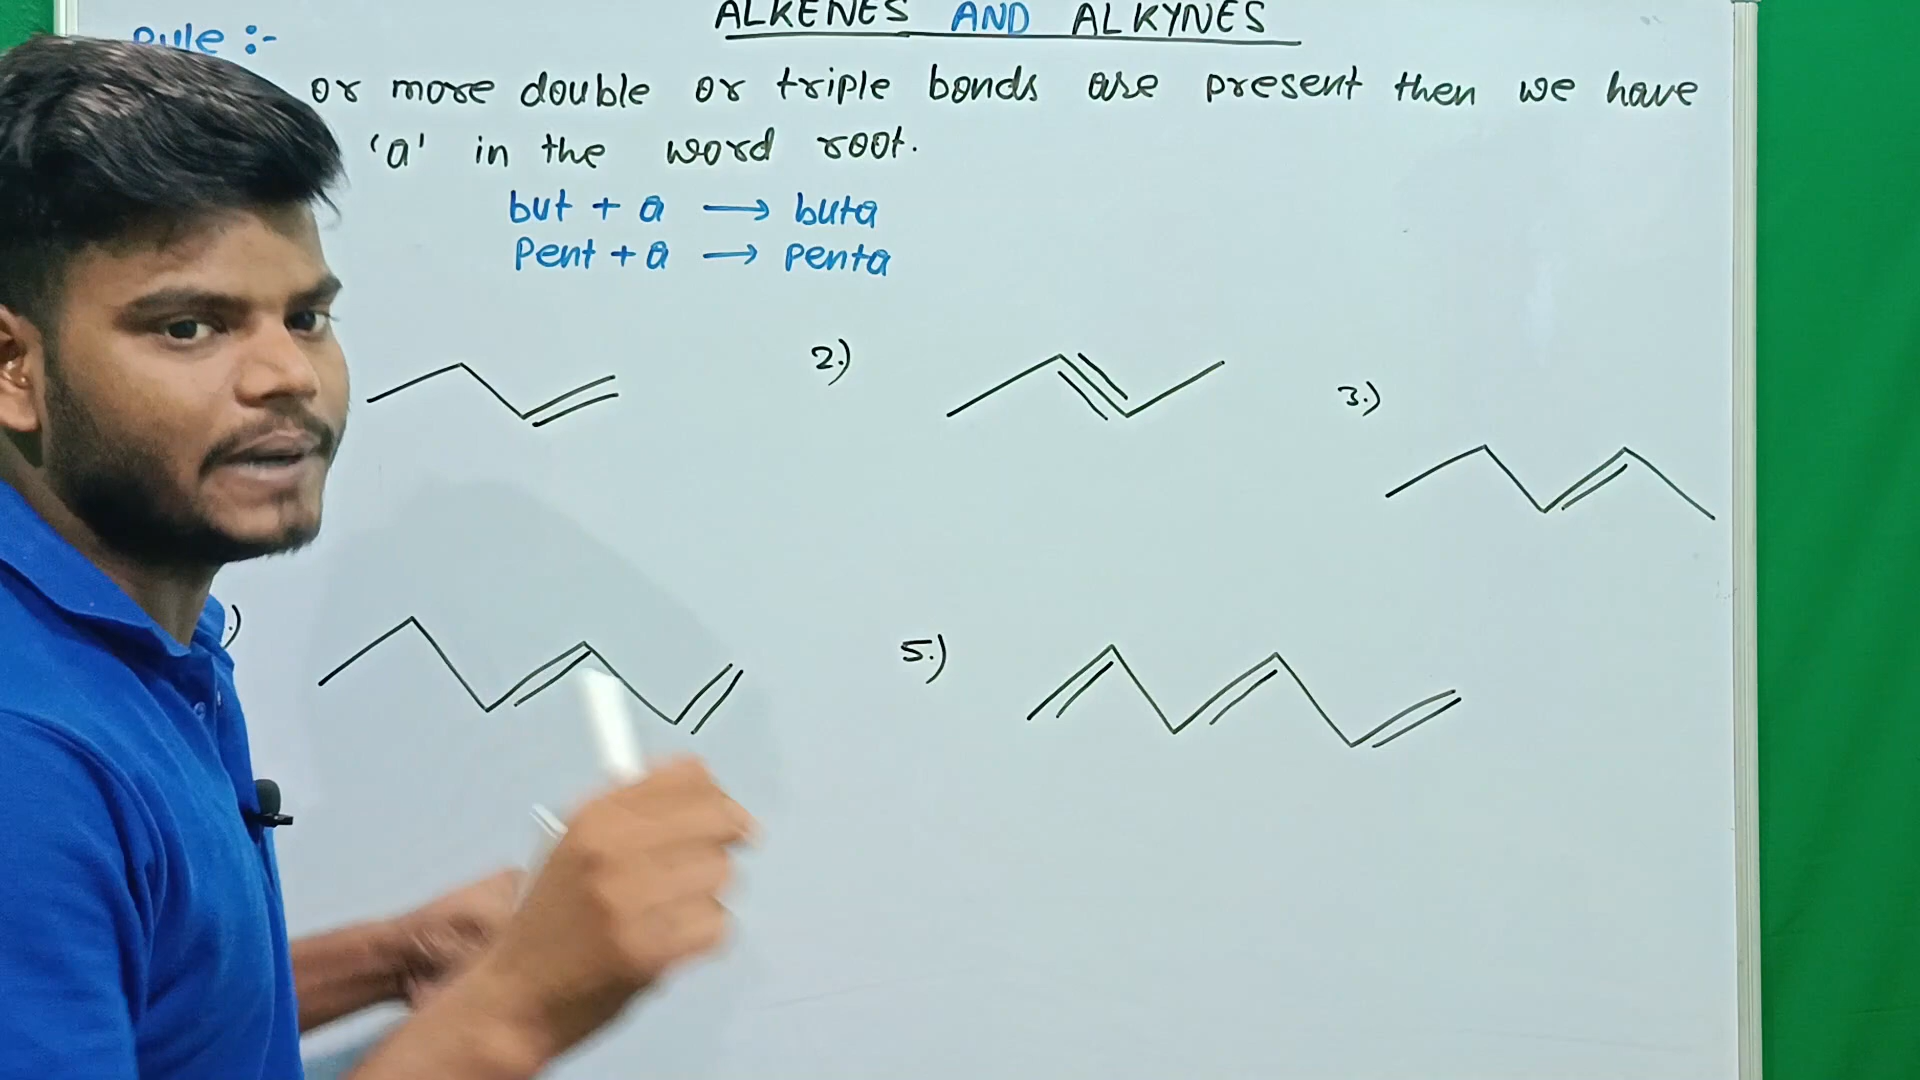 ALKENES AND ALKYNES
Rule :-
or more double or triple bonds are present then we have
'a' in the word root.
but + a → buta
Pent + a → penta
2.)
3.)
.)
5.)